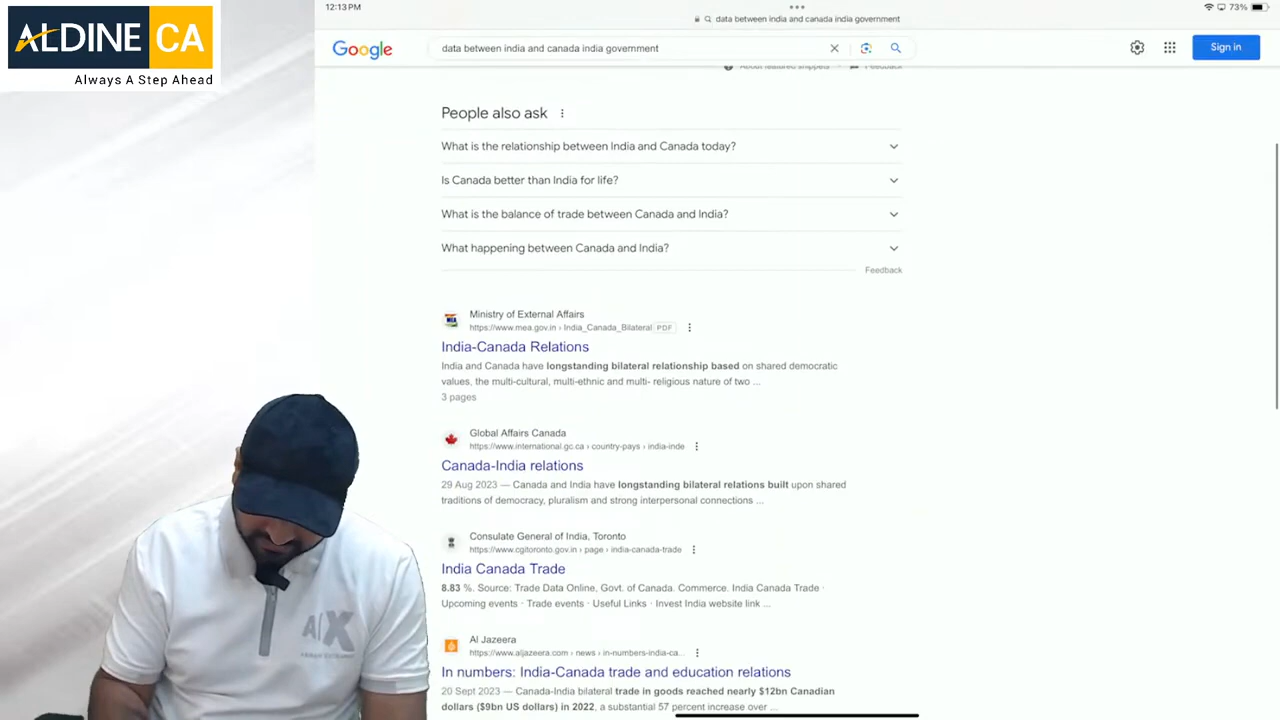 ALDINE CA
Always A Step Ahead
12:13 PM
data between india and canada india government
73%
Google
data between india and canada india government
Sign in
About featured snippets
Feedback
People also ask
What is the relationship between India and Canada today?
Is Canada better than India for life?
What is the balance of trade between Canada and India?
What happening between Canada and India?
Feedback
Ministry of External Affairs
https://www.mea.gov.in › India_Canada_Bilateral PDF
India-Canada Relations
India and Canada have longstanding bilateral relationship based on shared democratic
values, the multi-cultural, multi-ethnic and multi- religious nature of two ...
3 pages
Global Affairs Canada
https://www.international.gc.ca › country-pays › india-inde
Canada-India relations
29 Aug 2023 — Canada and India have longstanding bilateral relations built upon shared
traditions of democracy, pluralism and strong interpersonal connections ...
Consulate General of India, Toronto
https://www.cgitoronto.gov.in › page › india-canada-trade
India Canada Trade
8.83 %. Source: Trade Data Online, Govt. of Canada. Commerce. India Canada Trade ·
Upcoming events · Trade events · Useful Links · Invest India website link ...
Al Jazeera
https://www.aljazeera.com › news › in-numbers-india-ca...
In numbers: India-Canada trade and education relations
20 Sept 2023 — Canada-India bilateral trade in goods reached nearly $12bn Canadian
dollars ($9bn US dollars) in 2022, a substantial 57 percent increase over ...
A|X